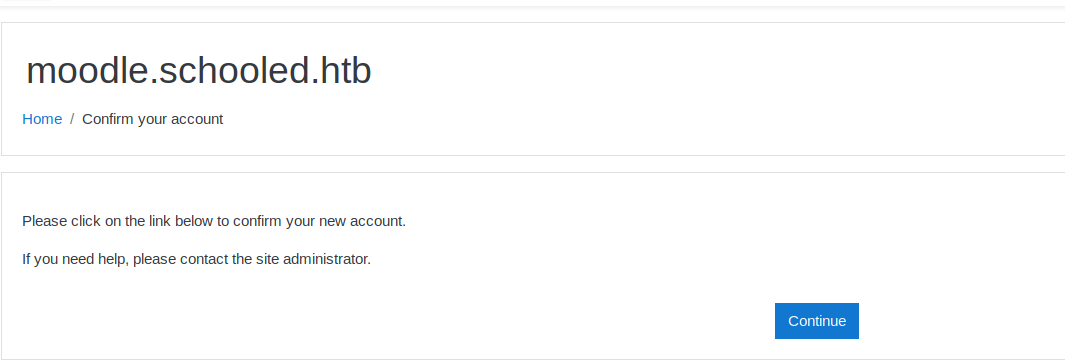 moodle.schooled.htb
Home / Confirm your account
Please click on the link below to confirm your new account.
If you need help, please contact the site administrator.
Continue